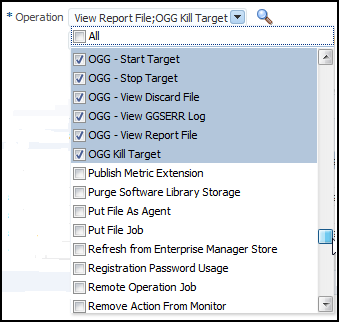 * Operation View Report File;OGG Kill Target
All
OGG - Start Target
OGG - Stop Target
OGG - View Discard File
OGG - View GGSERR Log
OGG - View Report File
OGG Kill Target
Publish Metric Extension
Purge Software Library Storage
Put File As Agent
Put File Job
Refresh from Enterprise Manager Store
Registration Password Usage
Remote Operation Job
Remove Action From Monitor